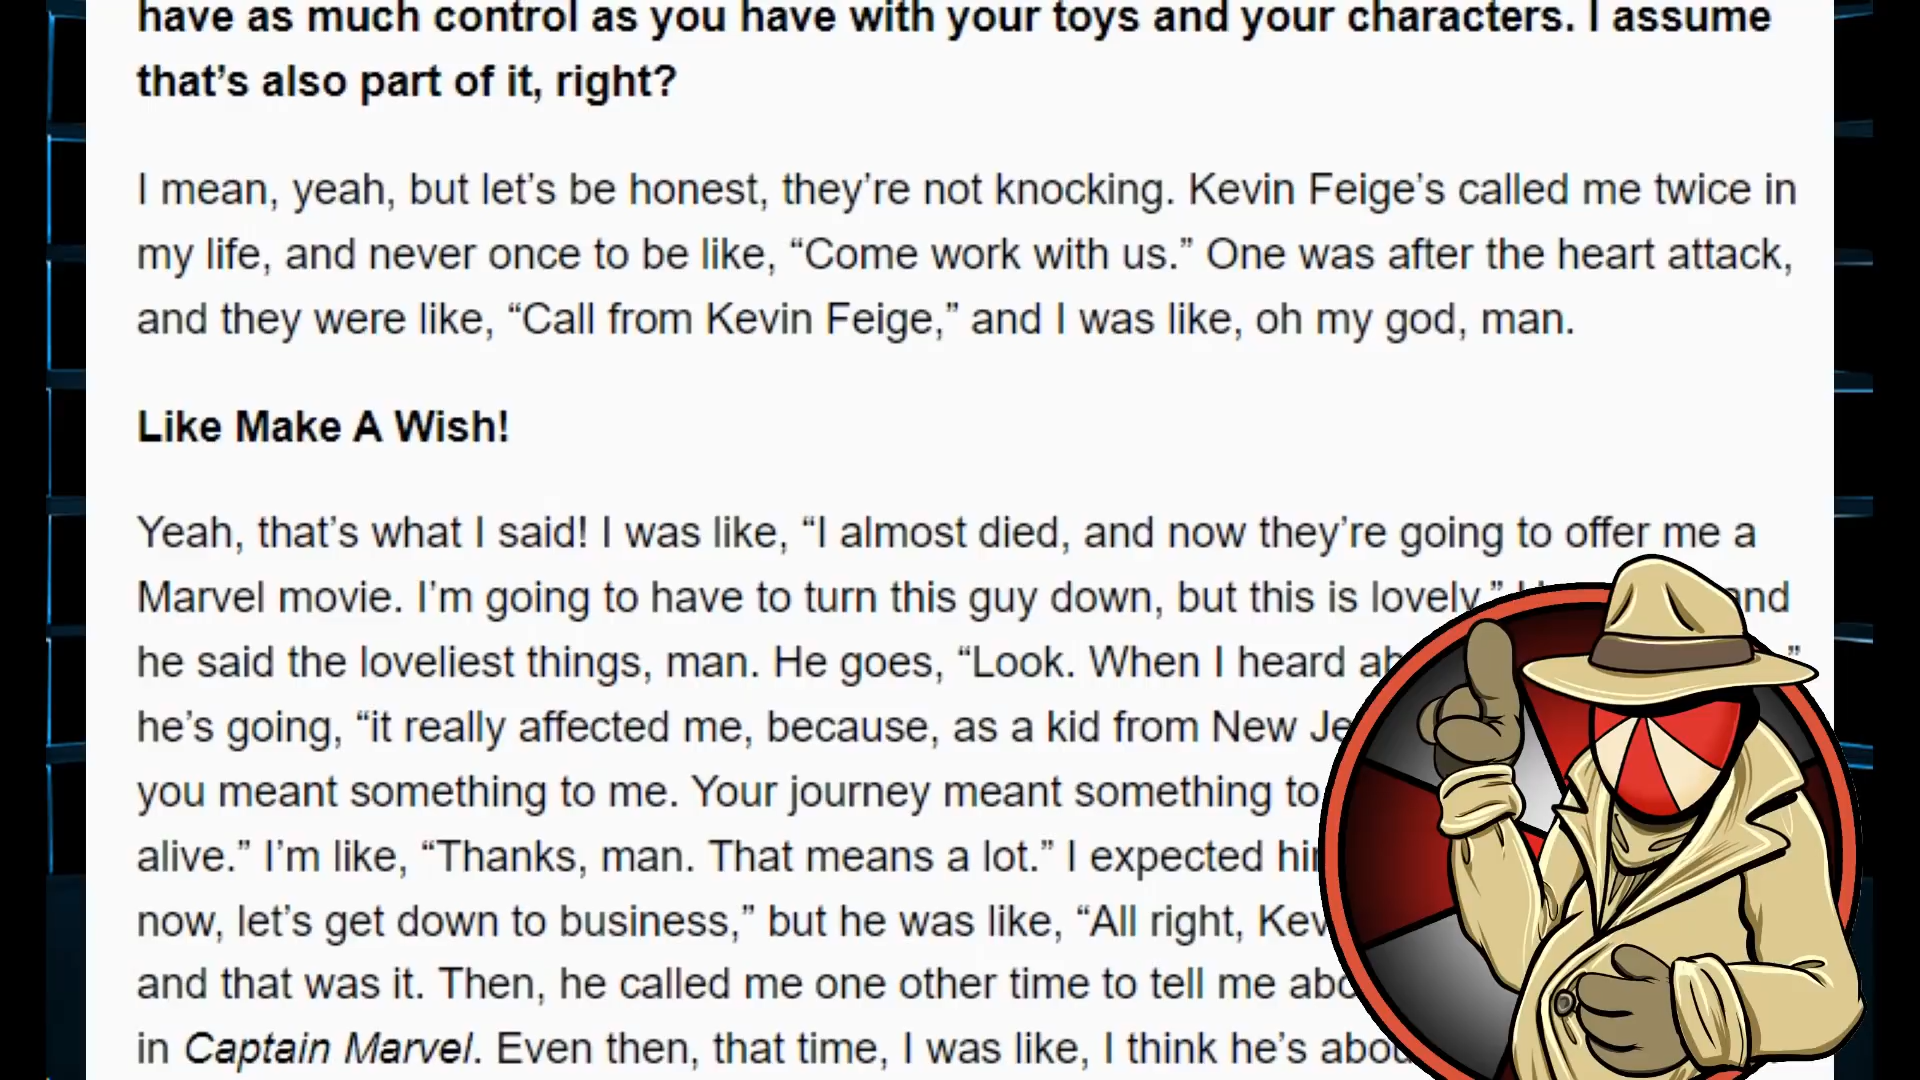 have as much control as you have with your toys and your characters. I assume
that’s also part of it, right?
I mean, yeah, but let’s be honest, they’re not knocking. Kevin Feige’s called me twice in
my life, and never once to be like, “Come work with us.” One was after the heart attack,
and they were like, “Call from Kevin Feige,” and I was like, oh my god, man.
Like Make A Wish!
Yeah, that’s what I said! I was like, “I almost died, and now they’re going to offer me a
Marvel movie. I’m going to have to turn this guy down, but this is lovely.” and
he said the loveliest things, man. He goes, “Look. When I heard ”
he’s going, “it really affected me, because, as a kid from New
you meant something to me. Your journey meant something to
alive.” I’m like, “Thanks, man. That means a lot.” I expected
now, let’s get down to business,” but he was like, “All right, Kev
and that was it. Then, he called me one other time to tell me
in Captain Marvel. Even then, that time, I was like, I think he’s